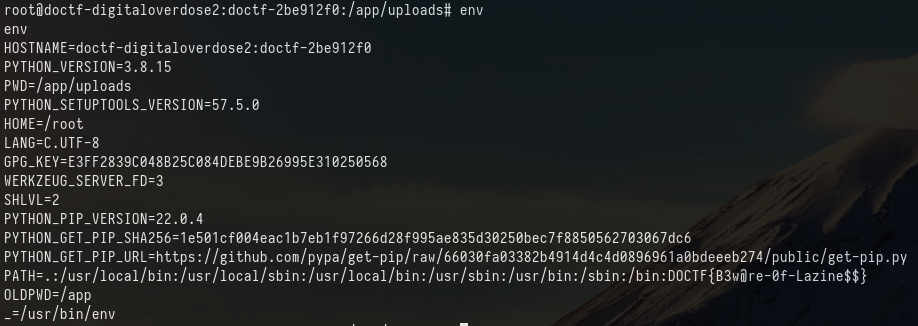 root@doctf-digitaloverdose2:doctf-2be912f0:/app/uploads# env
env
HOSTNAME=doctf-digitaloverdose2:doctf-2be912f0
PYTHON_VERSION=3.8.15
PWD=/app/uploads
PYTHON_SETUPTOOLS_VERSION=57.5.0
HOME=/root
LANG=C.UTF-8
GPG_KEY=E3FF2839C048B25C084DEBE9B26995E310250568
WERKZEUG_SERVER_FD=3
SHLVL=2
PYTHON_PIP_VERSION=22.0.4
PYTHON_GET_PIP_SHA256=1e501cf004eac1b7eb1f97266d28f995ae835d30250bec7f8850562703067dc6
PYTHON_GET_PIP_URL=https://github.com/pypa/get-pip/raw/66030fa03382b4914d4c4d0896961a0bdeeeb274/public/get-pip.py
PATH=.:/usr/local/bin:/usr/local/sbin:/usr/local/bin:/usr/sbin:/usr/bin:/sbin:/bin:DOCTF{B3w@re-0f-Lazine$$}
OLDPWD=/app
_=/usr/bin/env